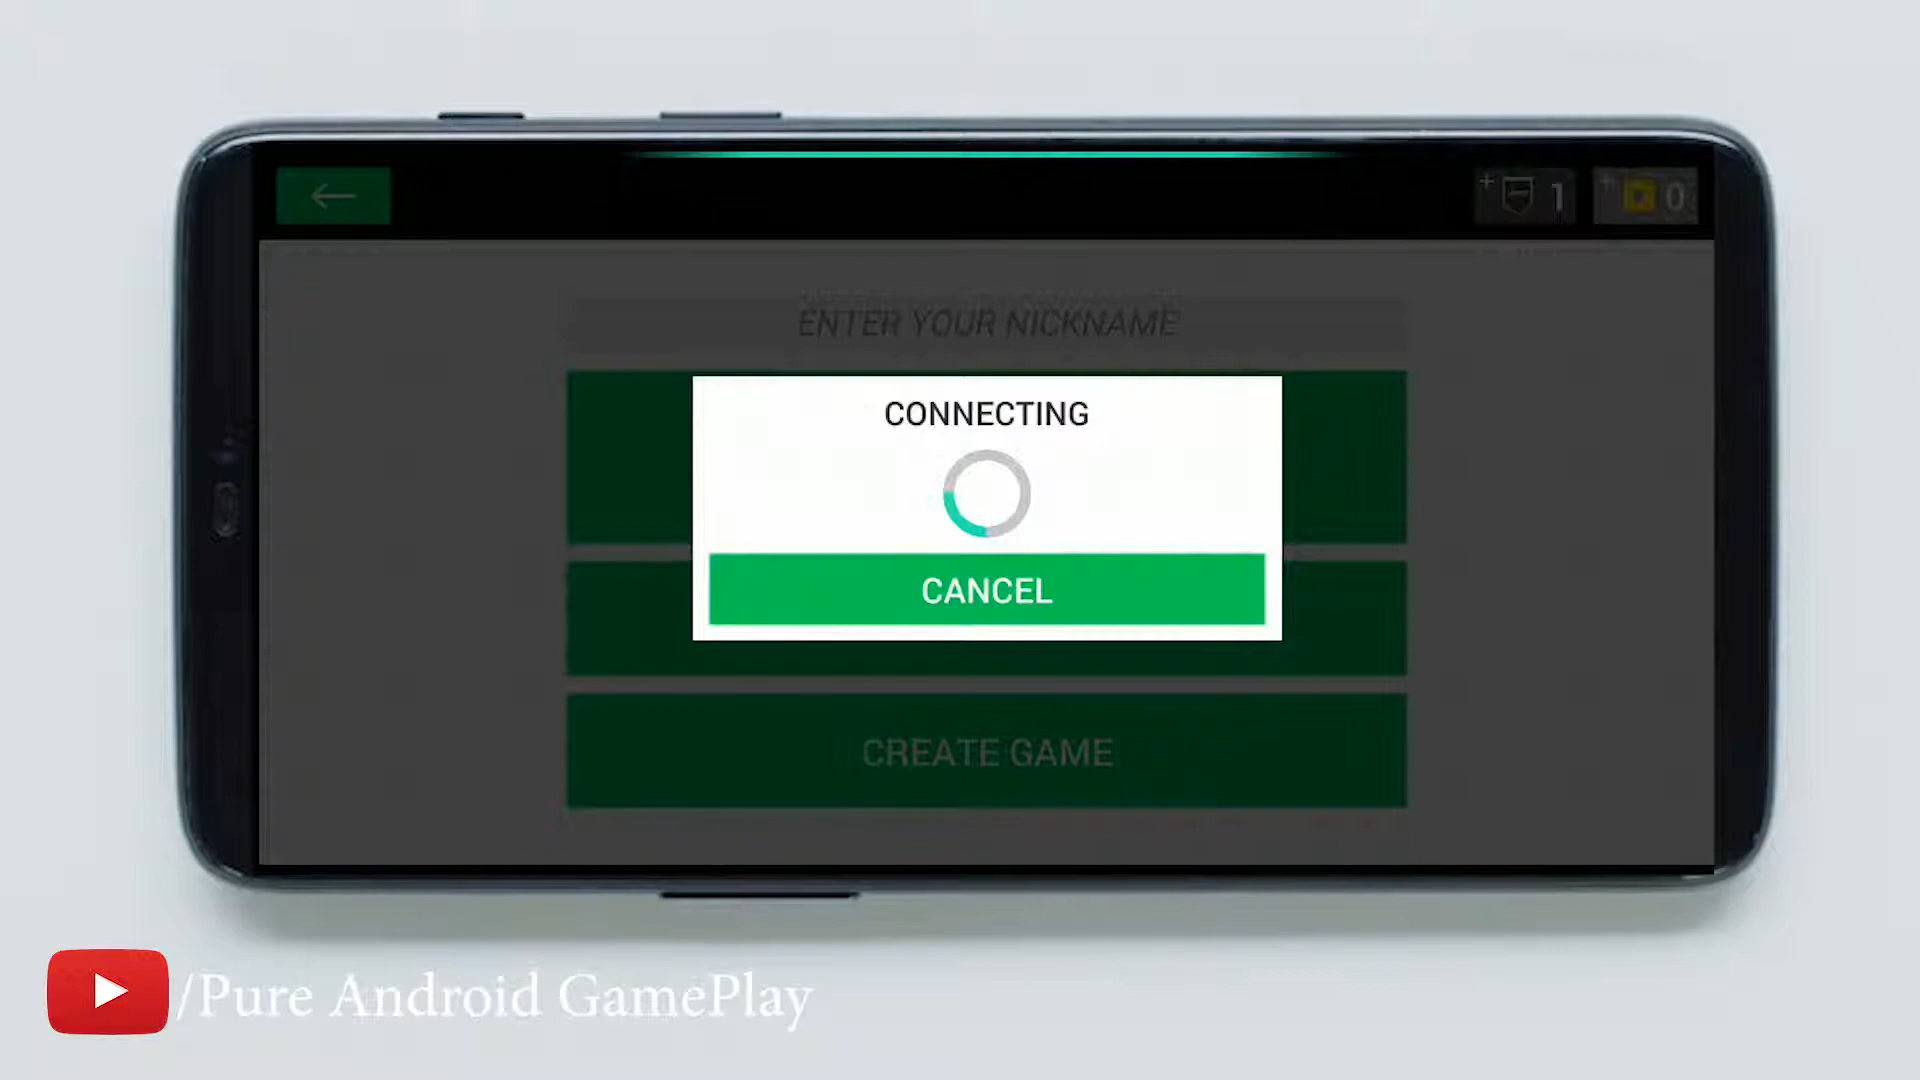 1
0
ENTER YOUR NICKNAME
CONNECTING
CANCEL
CREATE GAME
/Pure Android GamePlay